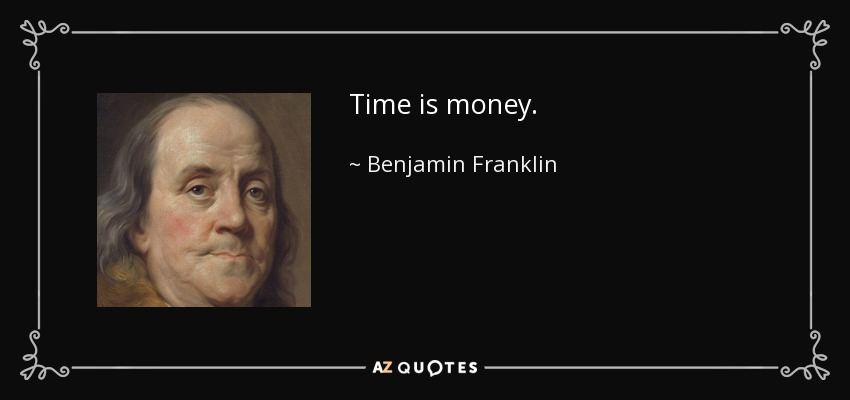 Time is money.
~ Benjamin Franklin
AZ QUOTES